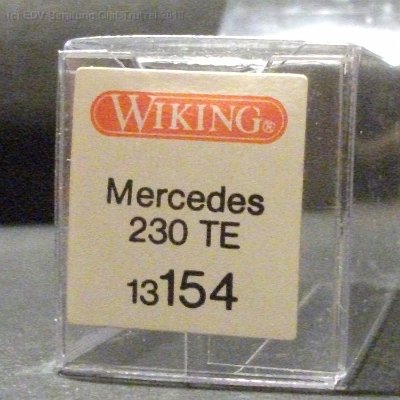 WIKING®
Mercedes
230 TE
13154